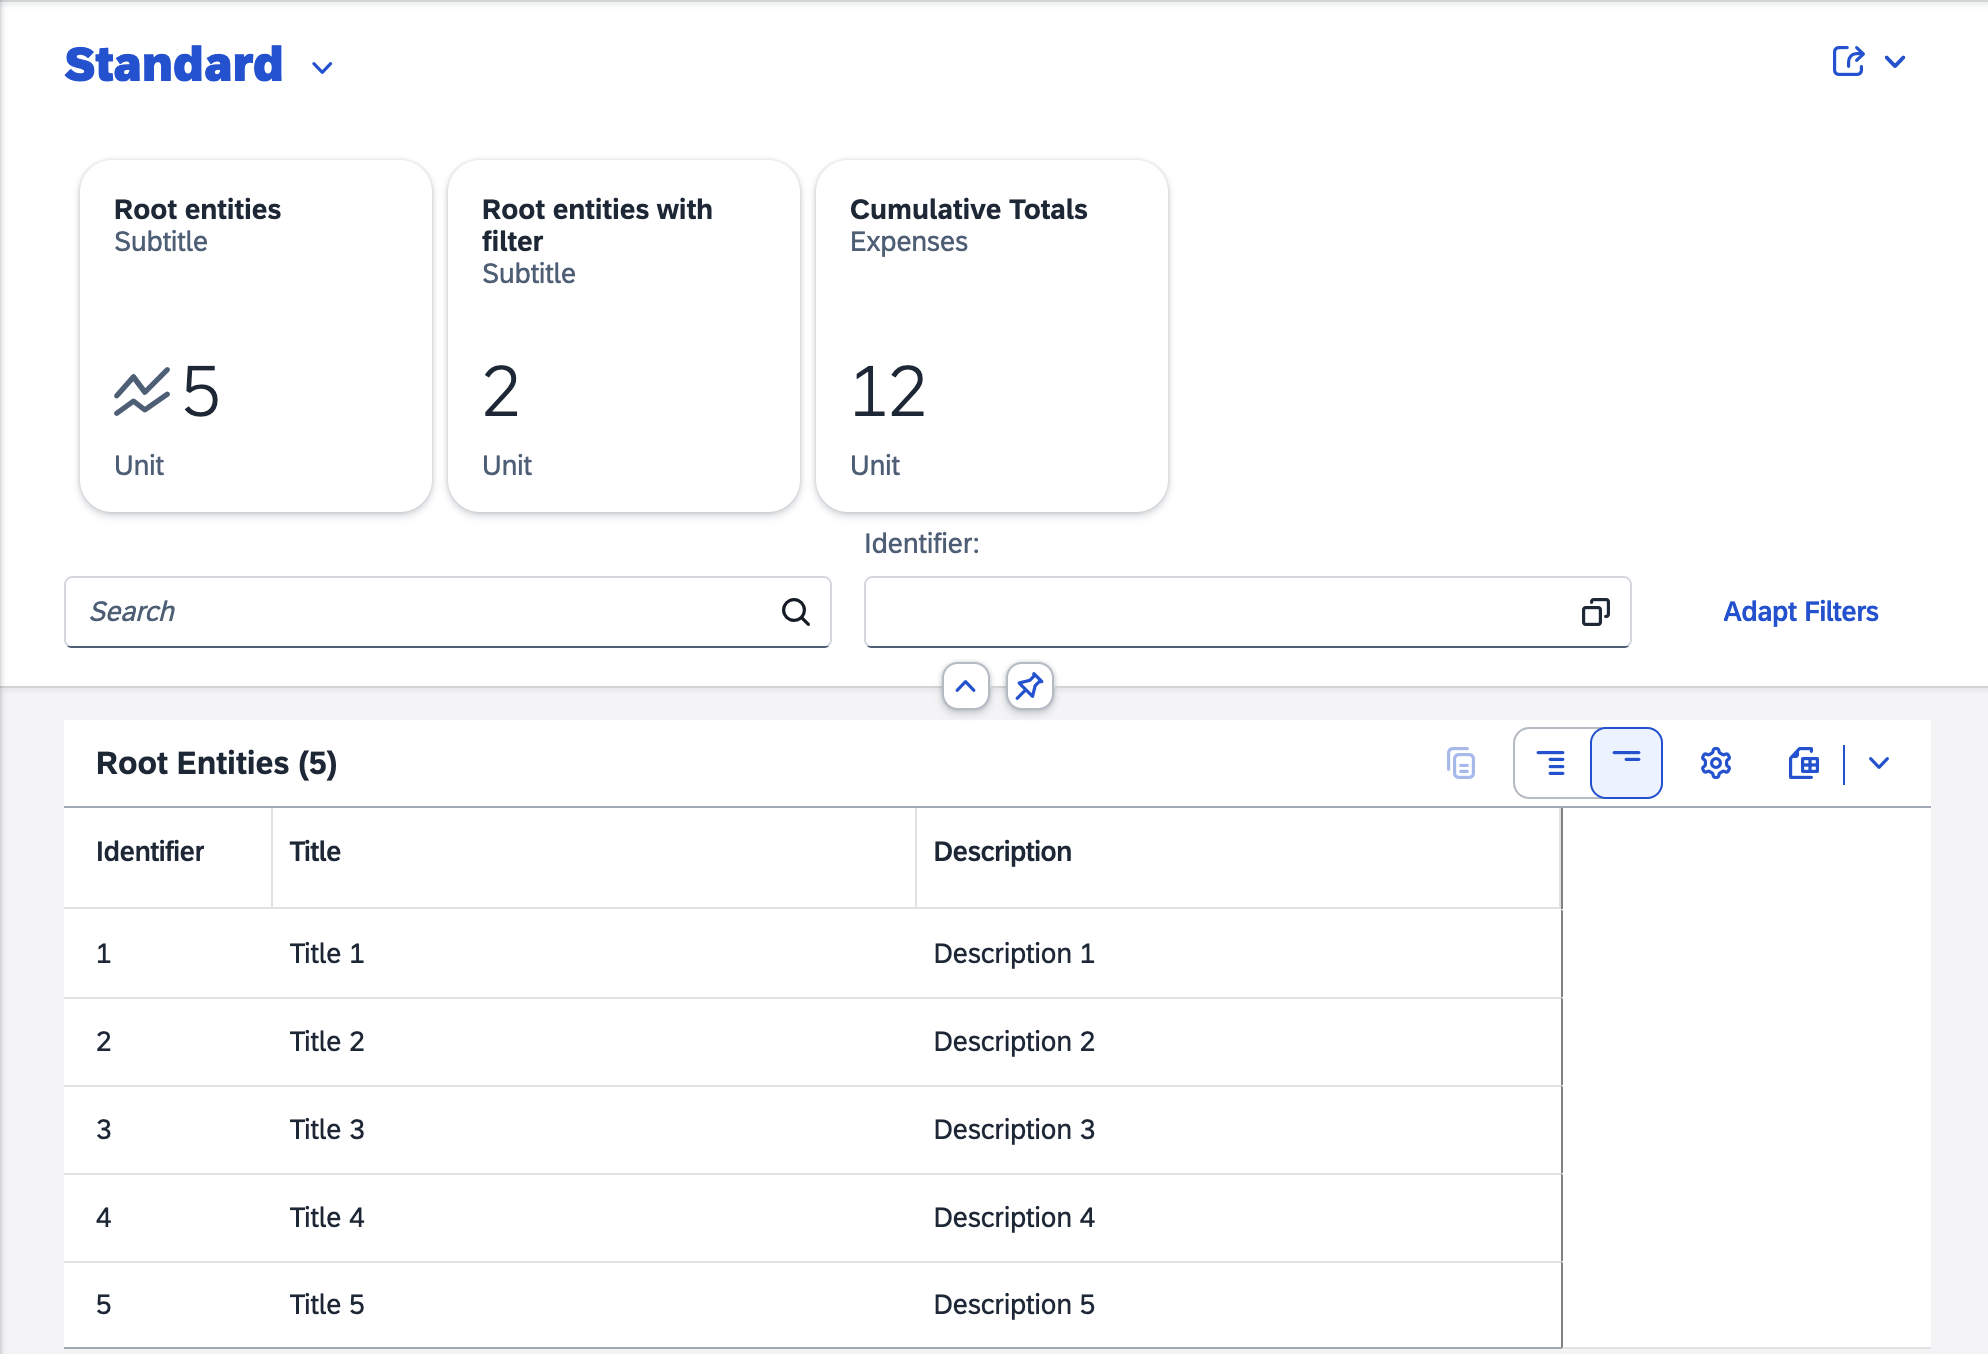 Standard
Root entities
Subtitle
5
Unit
Root entities with
filter
Subtitle
2
Unit
Cumulative Totals
Expenses
12
Unit
Identifier:
Search
Adapt Filters
Root Entities (5)
Identifier Title Description
1 Title 1 Description 1
2 Title 2 Description 2
3 Title 3 Description 3
4 Title 4 Description 4
5 Title 5 Description 5